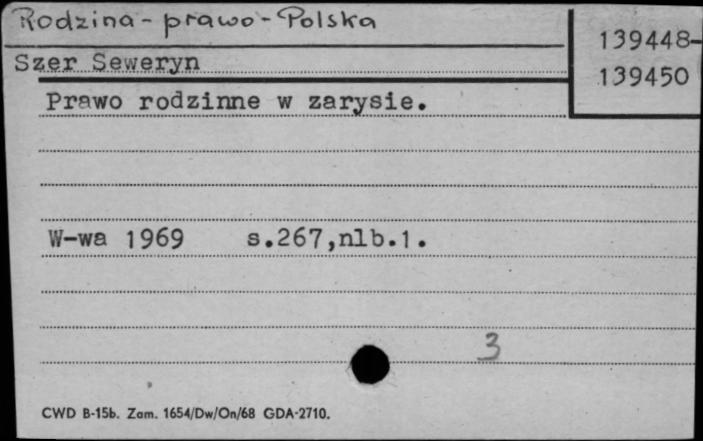 Rodzina - prawo - Polska
139448-
139450
Szer Seweryn
Prawo rodzinne w zarysie.
W-wa 1969 s.267,nlb.1.
3
CWD B-15b. Zam. 1654/Dw/On/68 GDA-2710.